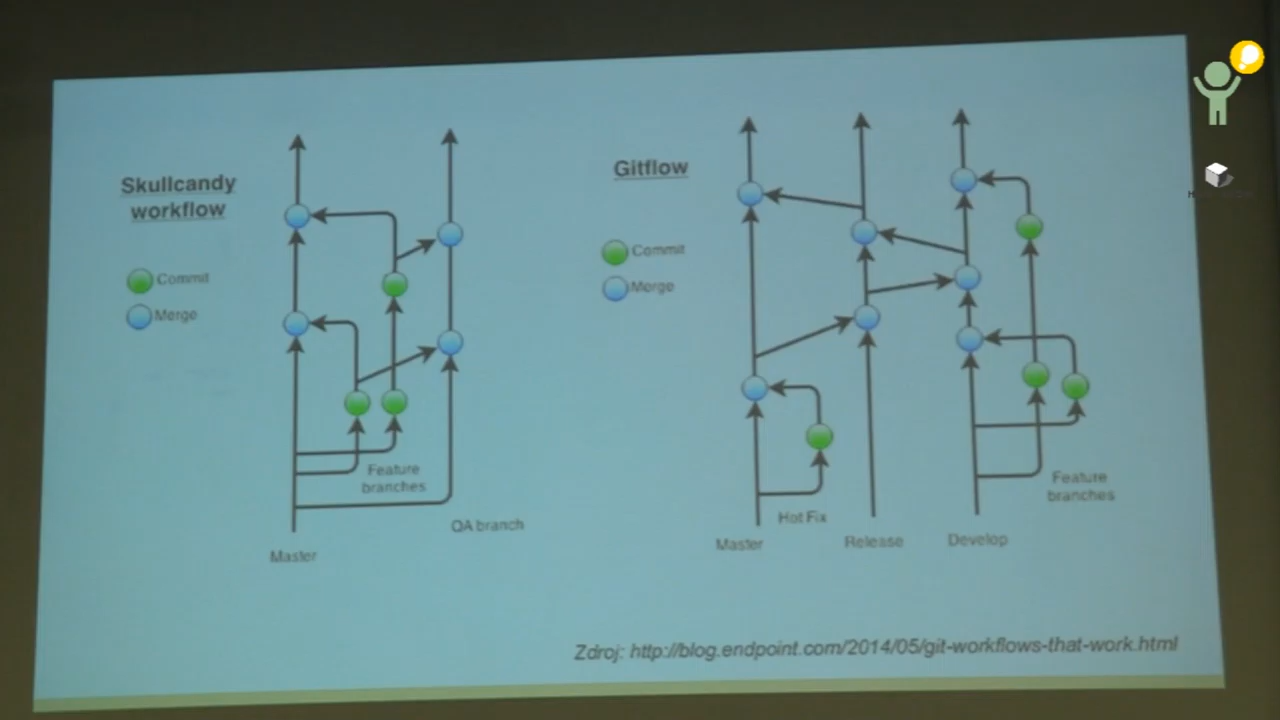 Skullcandy
workflow
Commit
Merge
Feature
branches
QA branch
Master
Gitflow
Commit
Merge
Hot Fix
Master
Release
Develop
Feature
branches
Zdroj: http://blog.endpoint.com/2014/05/git-workflows-that-work.html